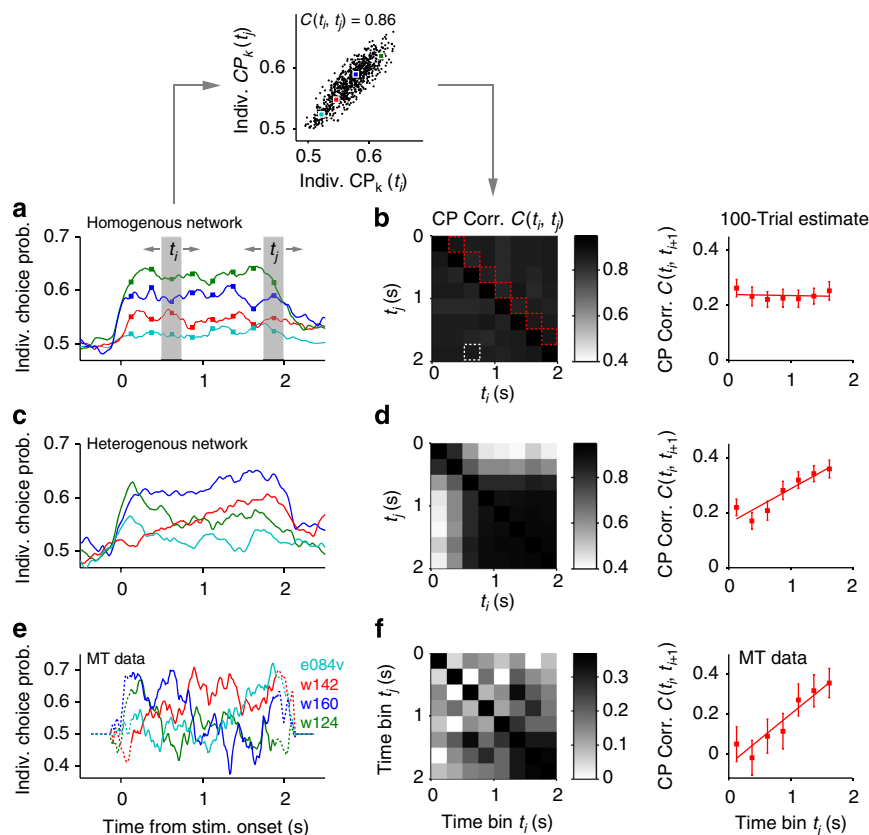 C(ti, tj) = 0.86
Indiv. CPk (tj)
0.6
0.5
0.5
0.6
Indiv. CPk (ti)
a
Homogenous network
ti
tj
Indiv. choice prob.
0.7
0.6
0.5
0
1
2
b
CP Corr. C(ti, tj)
tj (s)
0
1
2
0
1
2
ti (s)
0.8
0.6
0.4
100-Trial estimate
CP Corr. C(ti, ti+1)
0.4
0.2
0
0
1
2
c
Heterogenous network
Indiv. choice prob.
0.7
0.6
0.5
0
1
2
d
tj (s)
0
1
2
0
1
2
ti (s)
0.8
0.6
0.4
CP Corr. C(ti, ti+1)
0.4
0.2
0
0
1
2
e
MT data
e084v
w142
w160
w124
Indiv. choice prob.
0.7
0.6
0.5
0.4
0
1
2
Time from stim. onset (s)
f
Time bin tj (s)
0
1
2
0
1
2
Time bin ti (s)
0.3
0.2
0.1
0
MT data
CP Corr. C(ti, ti+1)
0.4
0.2
0
0
1
2
Time bin ti (s)